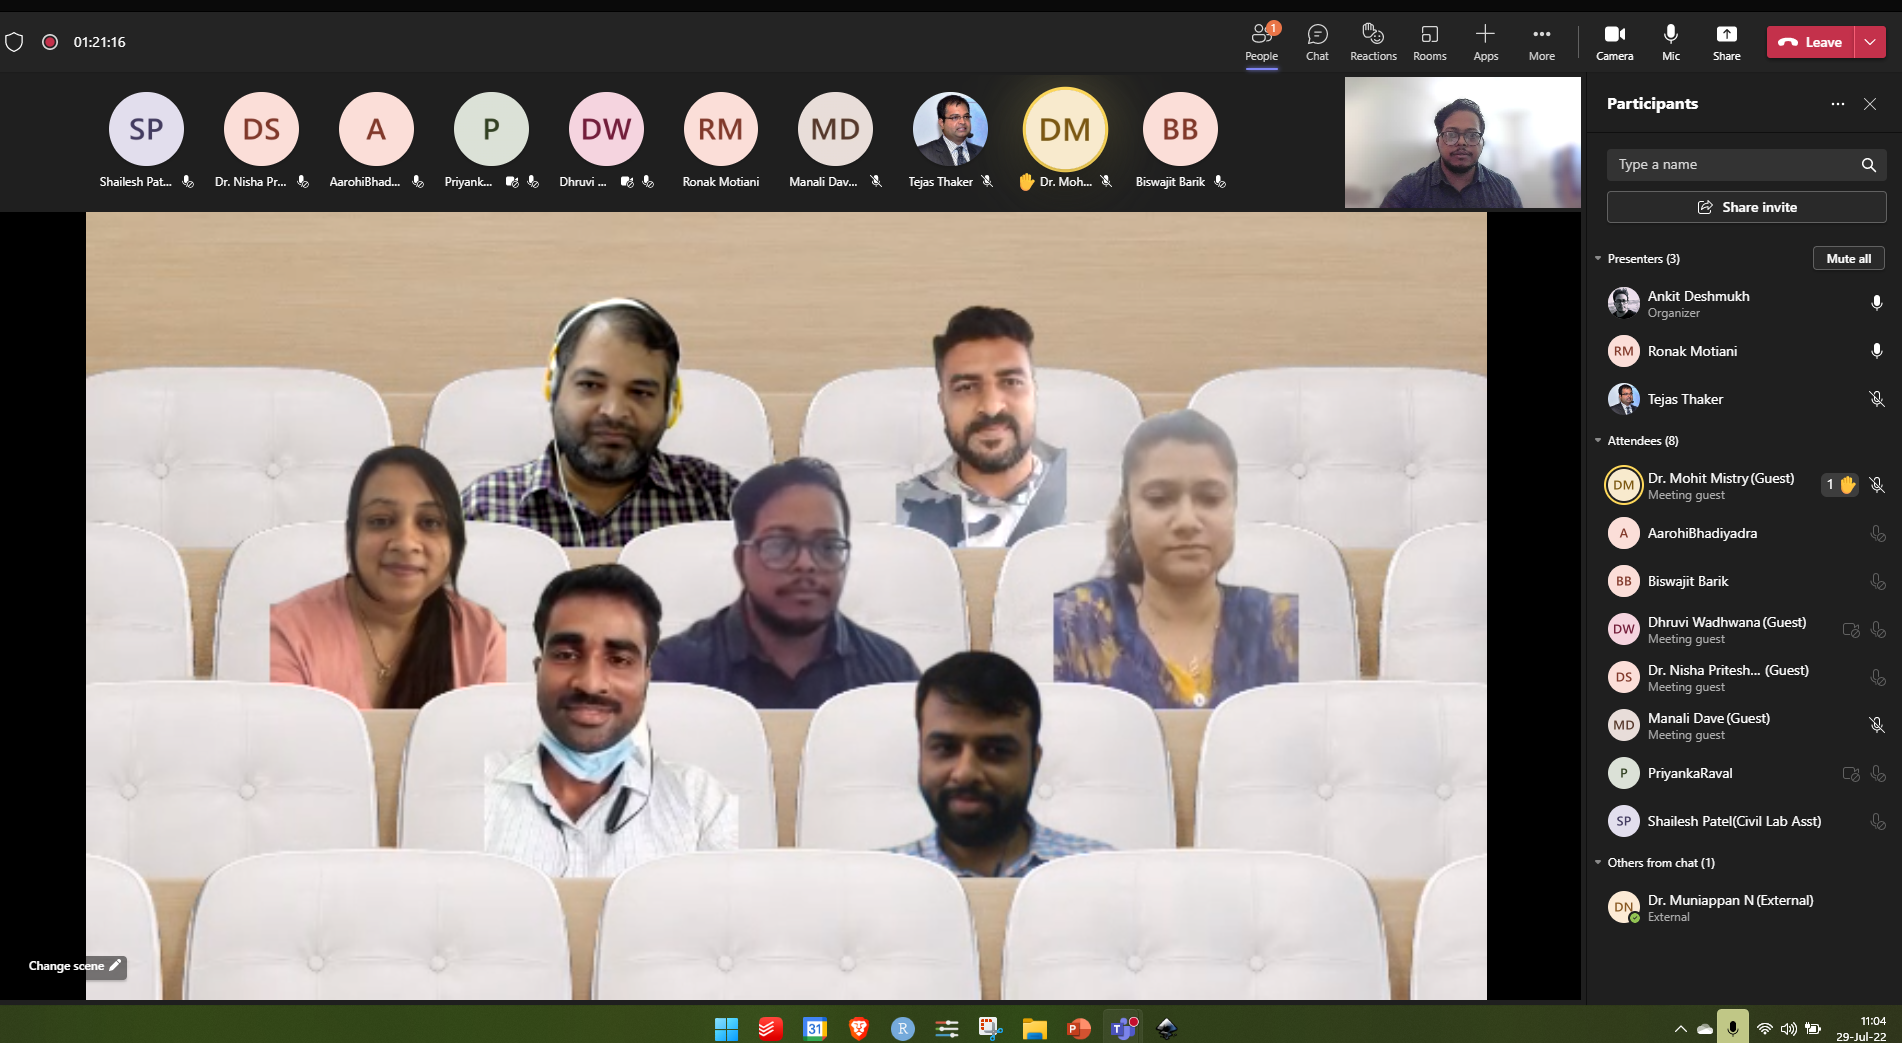 01:21:16
1
People
Chat
Reactions
Rooms
Apps
More
Camera
Mic
Share
Leave
SP
DS
A
P
DW
RM
MD
DM
BB
Shailesh Pat...
Dr. Nisha Pr...
AarohiBhad...
Priyank...
Dhruvi ...
Ronak Motiani
Manali Dav...
Tejas Thaker
Dr. Moh...
Biswajit Barik
Change scene
Participants
Type a name
Share invite
Presenters (3)
Mute all
Ankit Deshmukh
Organizer
RM
Ronak Motiani
Tejas Thaker
Attendees (8)
DM
Dr. Mohit Mistry (Guest)
Meeting guest
1
A
AarohiBhadiyadra
BB
Biswajit Barik
DW
Dhruvi Wadhwana (Guest)
Meeting guest
DS
Dr. Nisha Pritesh... (Guest)
Meeting guest
MD
Manali Dave (Guest)
Meeting guest
P
PriyankaRaval
SP
Shailesh Patel(Civil Lab Asst)
Others from chat (1)
DN
Dr. Muniappan N (External)
External
31
R
P
T
11:04
29-Jul-22